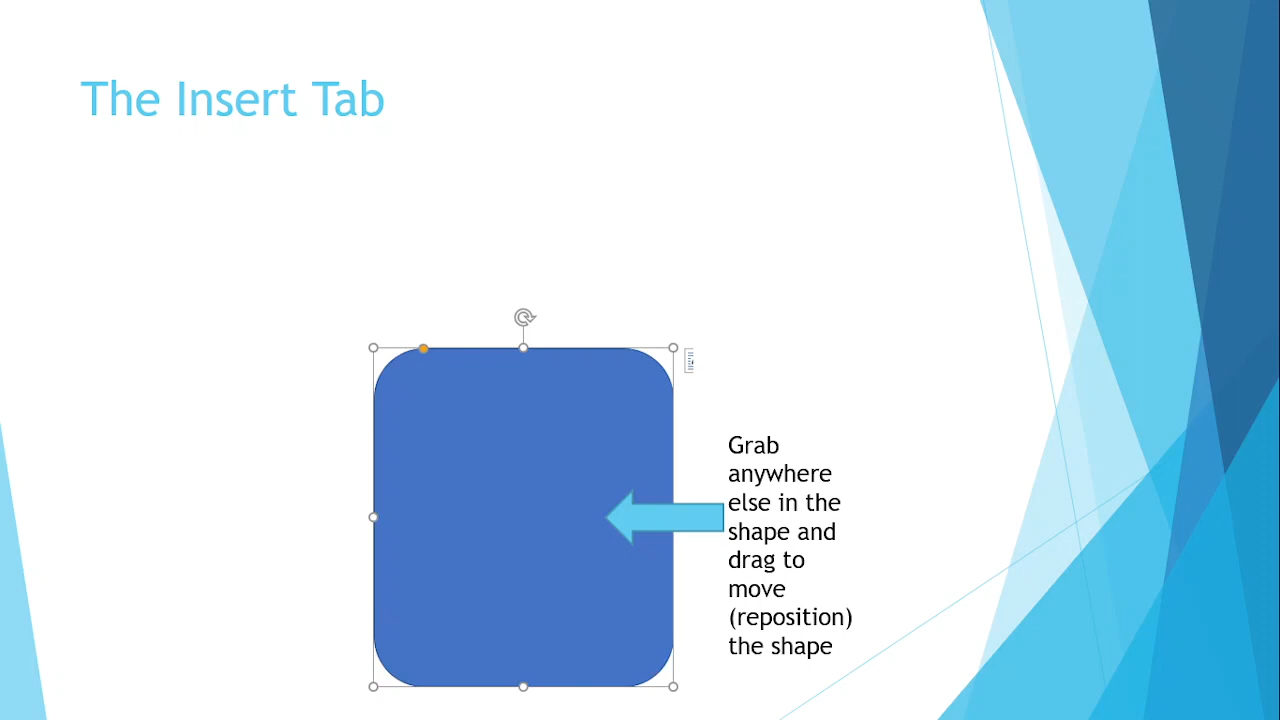 The Insert Tab
Grab
anywhere
else in the
shape and
drag to
move
(reposition)
the shape